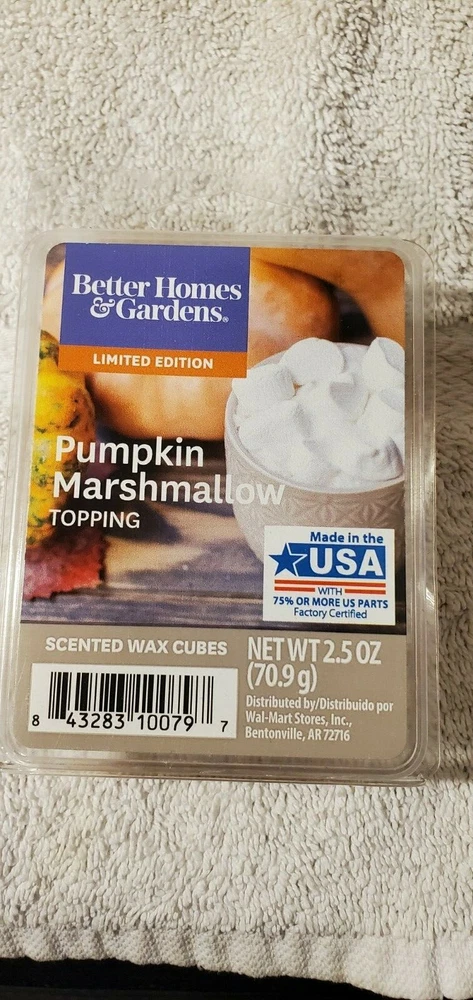 Better Homes
& Gardens®
LIMITED EDITION
Pumpkin
Marshmallow
TOPPING
Made in the
USA
WITH
75% OR MORE US PARTS
Factory Certified
SCENTED WAX CUBES
NET WT 2.5 OZ
(70.9 g)
8 43283 10079 7
Distributed by/Distribuido por
Wal-Mart Stores, Inc.,
Bentonville, AR 72716